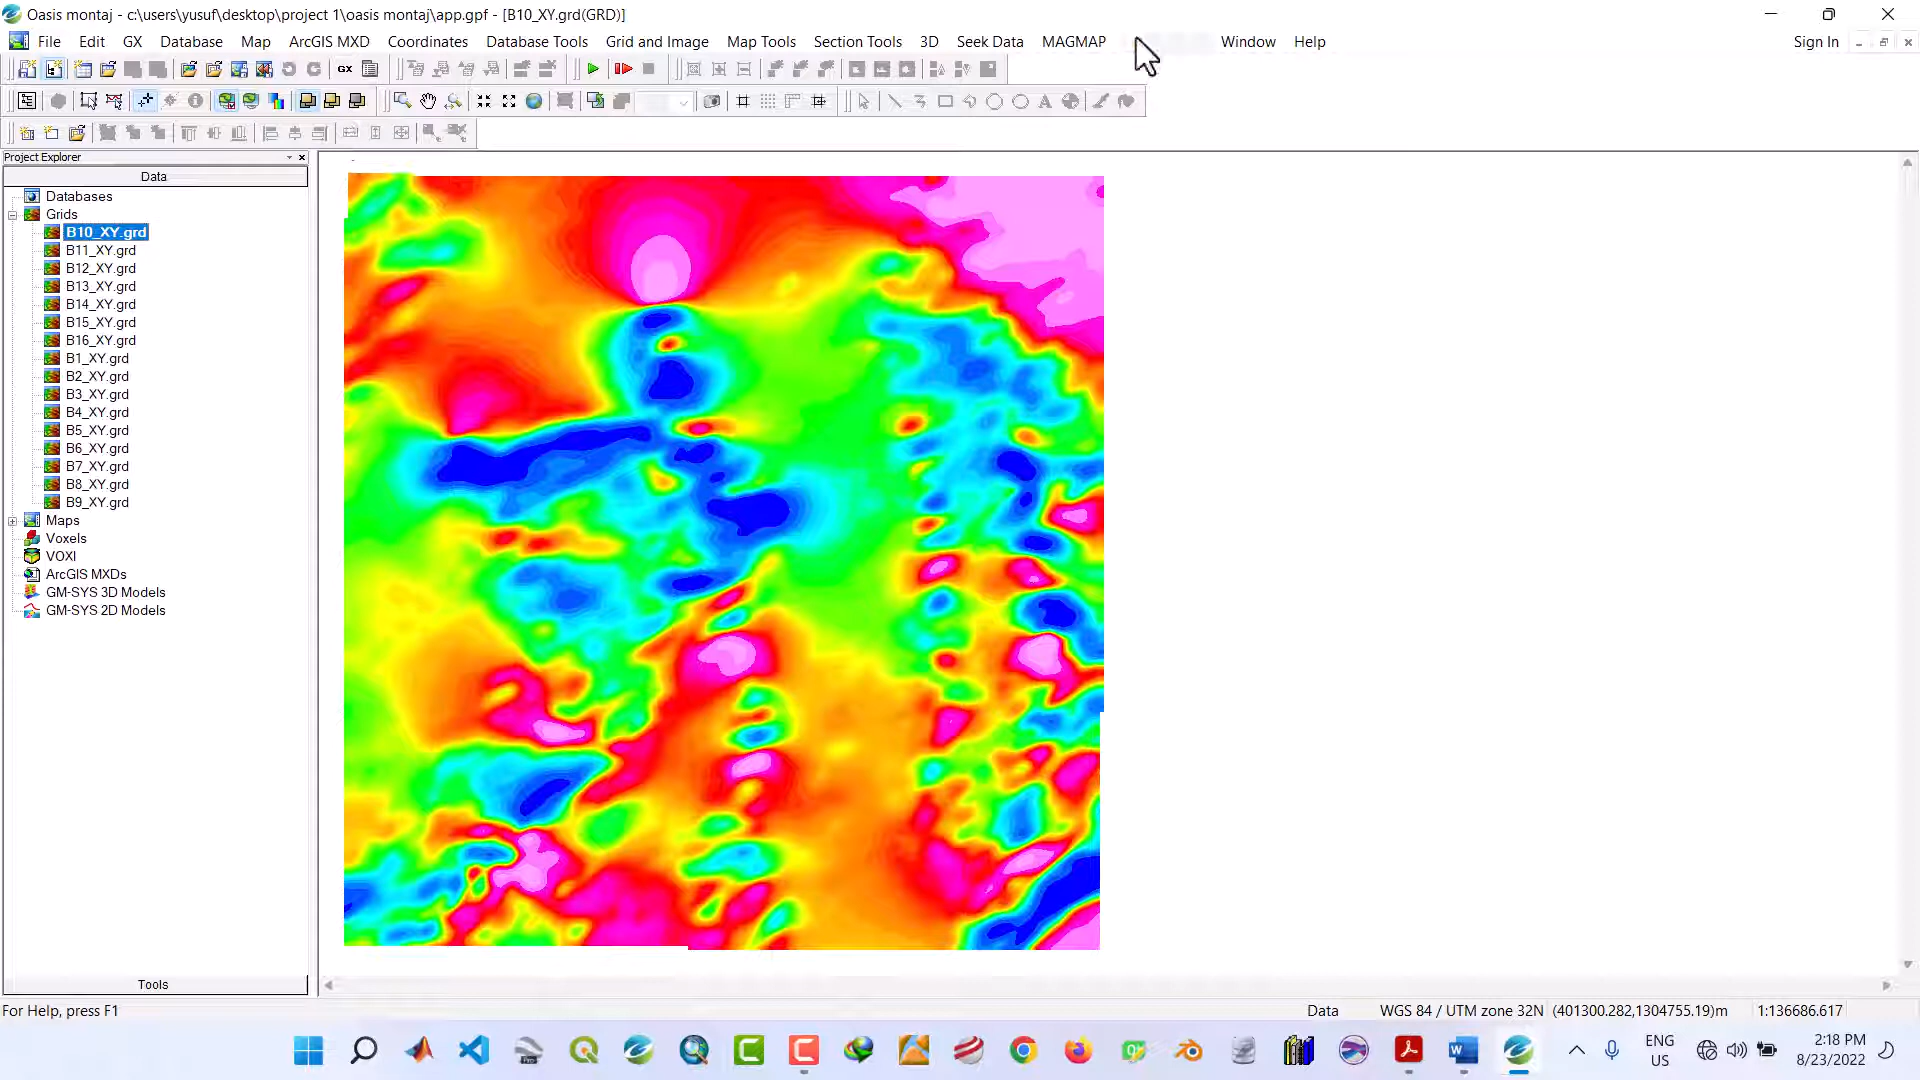 Oasis montaj - c:\users\yusuf\desktop\project 1\oasis montaj\app.gpf - [B10_XY.grd(GRD)]
File Edit GX Database Map ArcGIS MXD Coordinates Database Tools Grid and Image Map Tools Section Tools 3D Seek Data MAGMAP Window Help Sign In
GX
A
Project Explorer
Data
Databases
Grids
B10_XY.grd
B11_XY.grd
B12_XY.grd
B13_XY.grd
B14_XY.grd
B15_XY.grd
B16_XY.grd
B1_XY.grd
B2_XY.grd
B3_XY.grd
B4_XY.grd
B5_XY.grd
B6_XY.grd
B7_XY.grd
B8_XY.grd
B9_XY.grd
Maps
Voxels
VOXI
ArcGIS MXDs
GM-SYS 3D Models
GM-SYS 2D Models
Tools
For Help, press F1
Data WGS 84 / UTM zone 32N (401300.282,1304755.19)m 1:136686.617
ENG
US
2:18 PM
8/23/2022